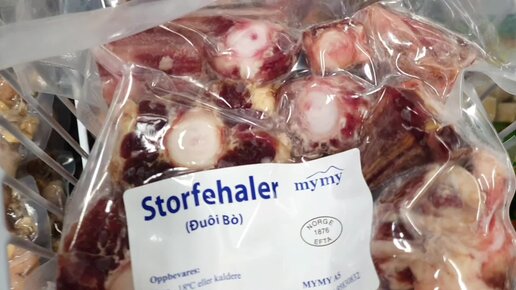 Storfehaler
(Đuôi Bò)
mymy
NORGE
1876
EFTA
Oppbevares:
-18°C eller kaldere
MYMY AS